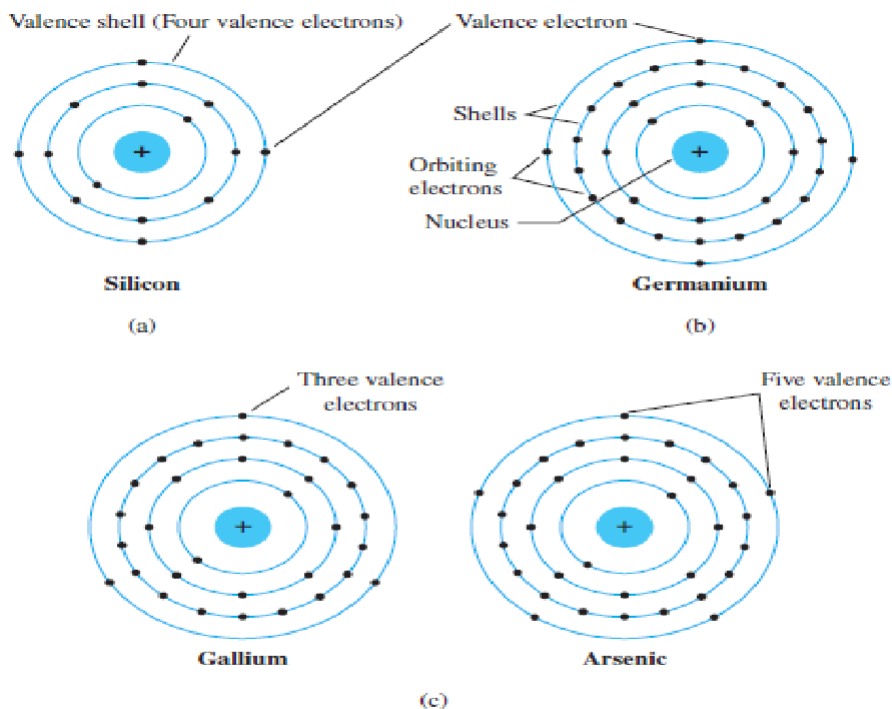 Valence shell (Four valence electrons)
Valence electron
Shells
Orbiting
electrons
Nucleus
+
+
Silicon
Germanium
(a)
(b)
Three valence
electrons
Five valence
electrons
+
+
Gallium
Arsenic
(c)